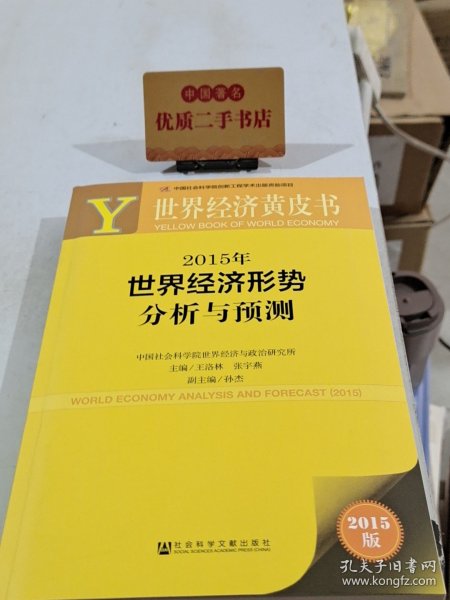 中国著名
优质二手书店
中国社会科学院创新工程学术出版资助项目
Y
世界经济黄皮书
YELLOW BOOK OF WORLD ECONOMY
2015年
世界经济形势
分析与预测
中国社会科学院世界经济与政治研究所
主编/王洛林 张宇燕
副主编/孙杰
WORLD ECONOMY ANALYSIS AND FORECAST (2015)
2015
版
社会科学文献出版社
SOCIAL SCIENCES ACADEMIC PRESS (CHINA)
孔夫子旧书网
www.kongfz.com